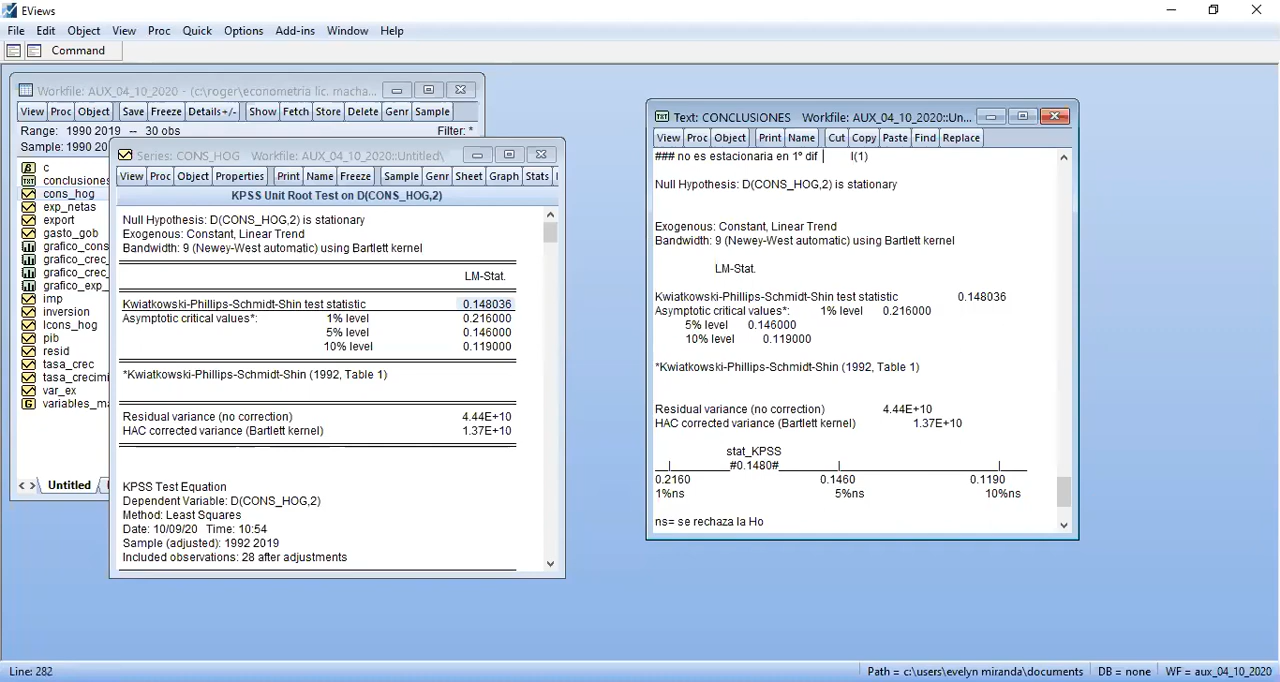 EViews
File Edit Object View Proc Quick Options Add-ins Window Help
Command
Workfile: AUX_04_10_2020 - (c:\roger\econometria lic. macha...
View Proc Object Save Freeze Details+/- Show Fetch Store Delete Genr Sample
Range: 1990 2019 -- 30 obs Filter: *
Sample: 1990 20
c
conclusiones
cons_hog
exp_netas
export
gasto_gob
grafico_cons
grafico_crec_
grafico_crec_
grafico_exp_
imp
inversion
lcons_hog
pib
resid
tasa_crec
tasa_crecimi
var_ex
variables_ma
Untitled
Series: CONS_HOG Workfile: AUX_04_10_2020::Untitled\
View Proc Object Properties Print Name Freeze Sample Genr Sheet Graph Stats
KPSS Unit Root Test on D(CONS_HOG,2)
Null Hypothesis: D(CONS_HOG,2) is stationary
Exogenous: Constant, Linear Trend
Bandwidth: 9 (Newey-West automatic) using Bartlett kernel
LM-Stat.
Kwiatkowski-Phillips-Schmidt-Shin test statistic 0.148036
Asymptotic critical values*: 1% level 0.216000
5% level 0.146000
10% level 0.119000
*Kwiatkowski-Phillips-Schmidt-Shin (1992, Table 1)
Residual variance (no correction) 4.44E+10
HAC corrected variance (Bartlett kernel) 1.37E+10
KPSS Test Equation
Dependent Variable: D(CONS_HOG,2)
Method: Least Squares
Date: 10/09/20 Time: 10:54
Sample (adjusted): 1992 2019
Included observations: 28 after adjustments
Text: CONCLUSIONES Workfile: AUX_04_10_2020::Un...
View Proc Object Print Name Cut Copy Paste Find Replace
### no es estacionaria en 1º dif I(1)
Null Hypothesis: D(CONS_HOG,2) is stationary
Exogenous: Constant, Linear Trend
Bandwidth: 9 (Newey-West automatic) using Bartlett kernel
LM-Stat.
Kwiatkowski-Phillips-Schmidt-Shin test statistic 0.148036
Asymptotic critical values*: 1% level 0.216000
5% level 0.146000
10% level 0.119000
*Kwiatkowski-Phillips-Schmidt-Shin (1992, Table 1)
Residual variance (no correction) 4.44E+10
HAC corrected variance (Bartlett kernel) 1.37E+10
stat_KPSS
#0.1480#
0.2160 0.1460 0.1190
1%ns 5%ns 10%ns
ns= se rechaza la Ho
Line: 282 Path = c:\users\evelyn miranda\documents DB = none WF = aux_04_10_2020